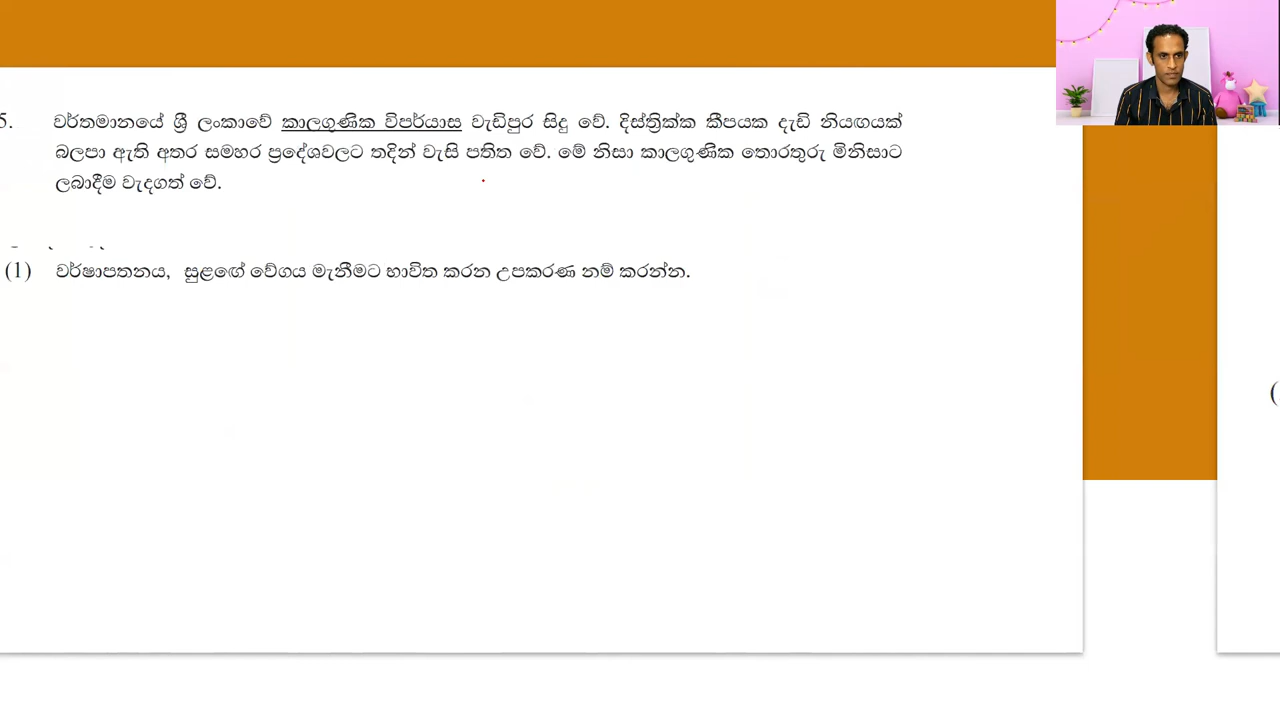 5. වර්තමානයේ ශ්‍රී ලංකාවේ කාලගුණික විපර්යාස වැඩිපුර සිදු වේ. දිස්ත්‍රික්ක කීපයක දැඩි නියඟයක්
බලපා ඇති අතර සමහර ප්‍රදේශවලට තදින් වැසි පතිත වේ. මේ නිසා කාලගුණික තොරතුරු මිනිසාට
ලබාදීම වැදගත් වේ.
(1) වර්ෂාපතනය, සුළඟේ වේගය මැනීමට භාවිත කරන උපකරණ නම් කරන්න.
(